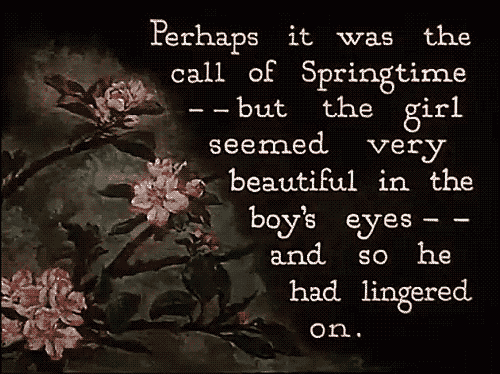 Perhaps it was the
call of Springtime
--but the girl
seemed very
beautiful in the
boy's eyes--
and so he
had lingered
on.